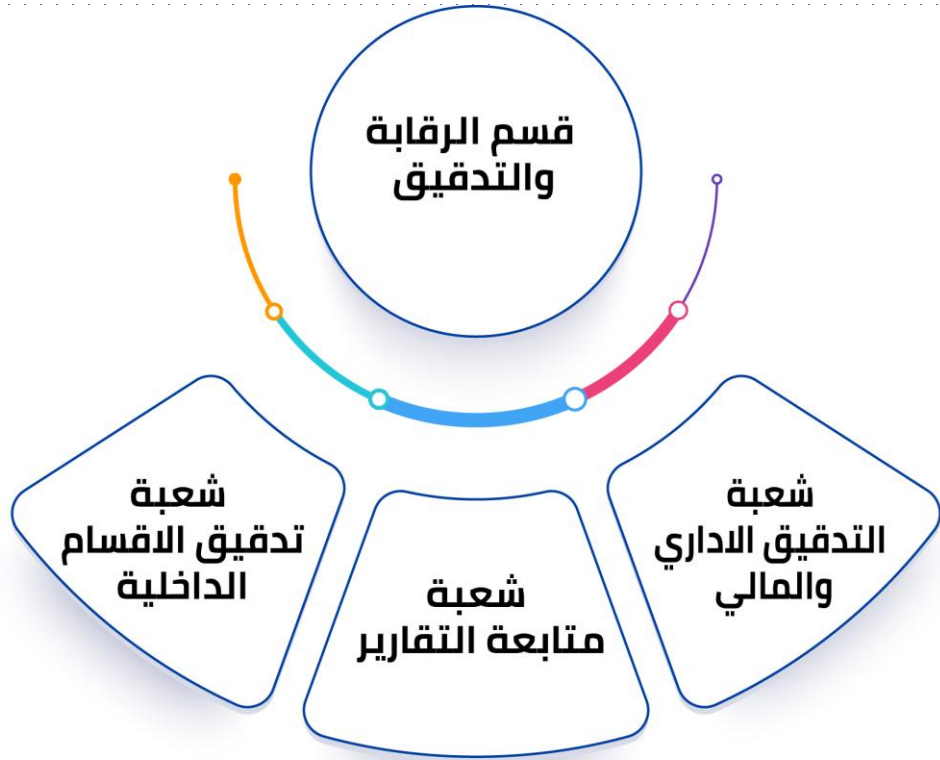 قسم الرقابة
والتدقيق
شعبة
التدقيق الاداري
والمالي
شعبة
متابعة التقارير
شعبة
تدقيق الاقسام
الداخلية